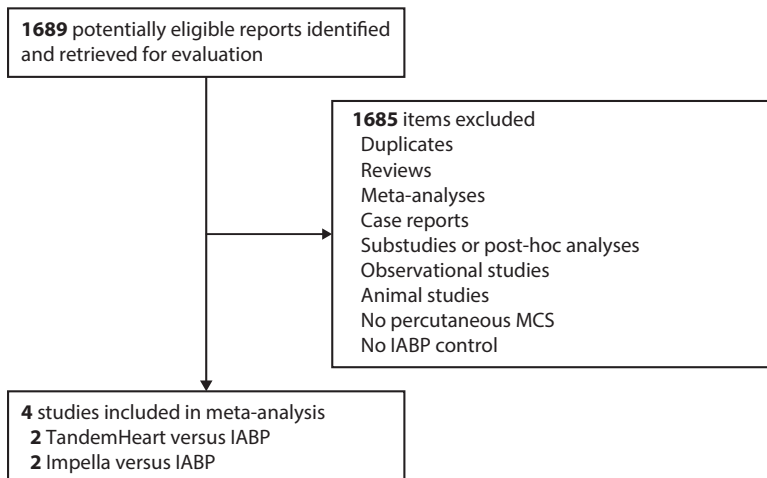 1689 potentially eligible reports identified
and retrieved for evaluation
1685 items excluded
Duplicates
Reviews
Meta-analyses
Case reports
Substudies or post-hoc analyses
Observational studies
Animal studies
No percutaneous MCS
No IABP control
4 studies included in meta-analysis
2 TandemHeart versus IABP
2 Impella versus IABP